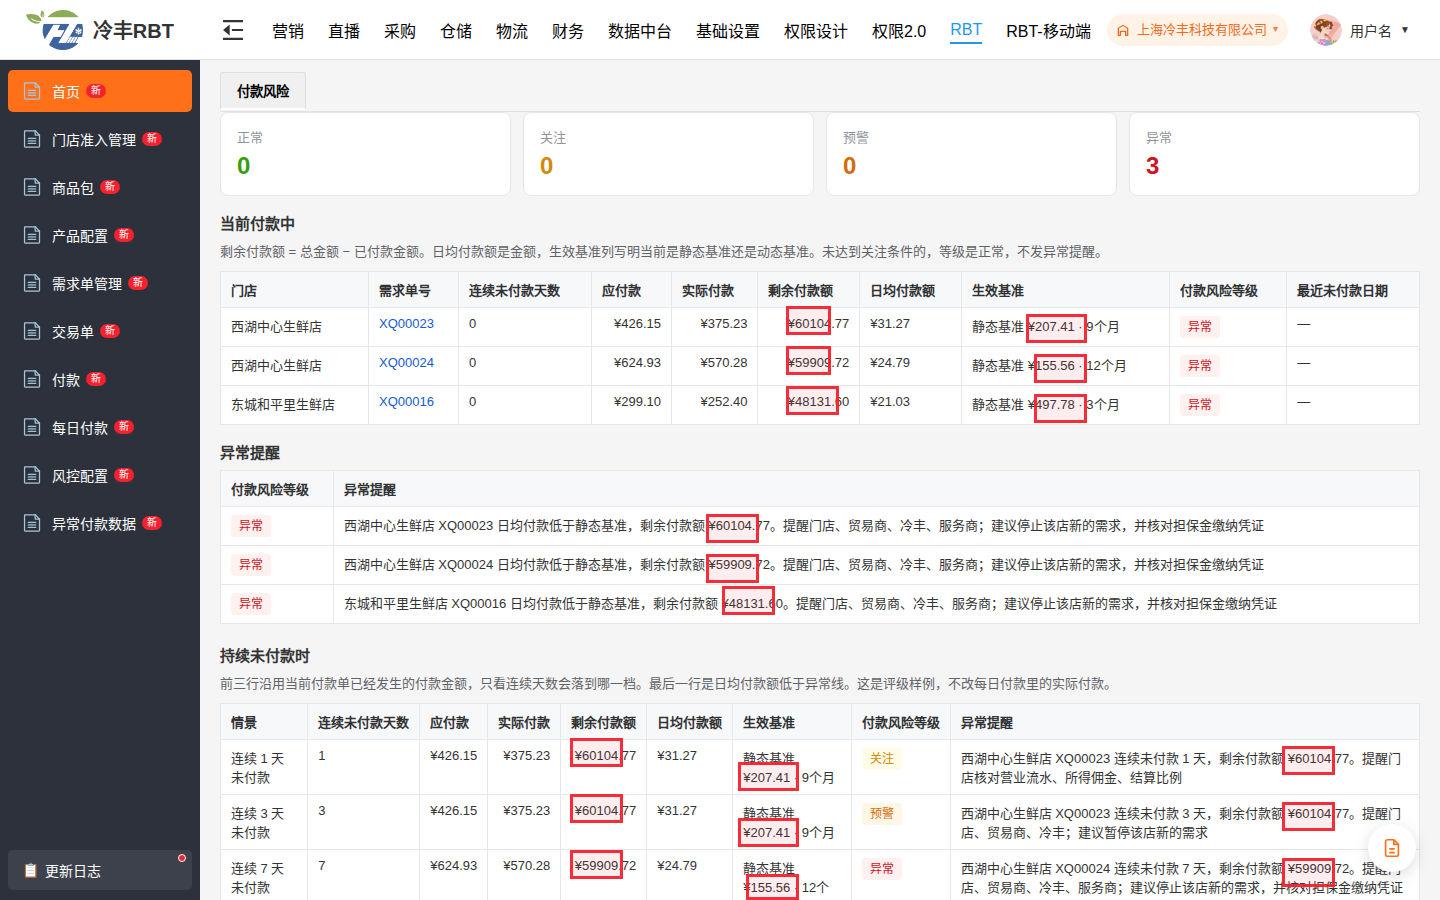 冷丰RBT
营销 直播 采购 仓储 物流 财务 数据中台 基础设置 权限设计 权限2.0 RBT RBT-移动端 上海冷丰科技有限公司 用户名
首页 新
门店准入管理 新
商品包 新
产品配置 新
需求单管理 新
交易单 新
付款 新
每日付款 新
风控配置 新
异常付款数据 新
更新日志
付款风险
正常 关注 预警 异常
0 0 0 3
当前付款中
剩余付款额 = 总金额 − 已付款金额。日均付款额是金额，生效基准列写明当前是静态基准还是动态基准。未达到关注条件的，等级是正常，不发异常提醒。
门店 需求单号 连续未付款天数 应付款 实际付款 剩余付款额 日均付款额 生效基准 付款风险等级 最近未付款日期
西湖中心生鲜店 XQ00023 0 ¥426.15 ¥375.23 ¥60104.77 ¥31.27 静态基准 ¥207.41 · 9个月 异常 —
西湖中心生鲜店 XQ00024 0 ¥624.93 ¥570.28 ¥59909.72 ¥24.79 静态基准 ¥155.56 · 12个月 异常 —
东城和平里生鲜店 XQ00016 0 ¥299.10 ¥252.40 ¥48131.60 ¥21.03 静态基准 ¥497.78 · 3个月 异常 —
异常提醒
付款风险等级 异常提醒
异常 西湖中心生鲜店 XQ00023 日均付款低于静态基准，剩余付款额 ¥60104.77。提醒门店、贸易商、冷丰、服务商；建议停止该店新的需求，并核对担保金缴纳凭证
异常 西湖中心生鲜店 XQ00024 日均付款低于静态基准，剩余付款额 ¥59909.72。提醒门店、贸易商、冷丰、服务商；建议停止该店新的需求，并核对担保金缴纳凭证
异常 东城和平里生鲜店 XQ00016 日均付款低于静态基准，剩余付款额 ¥48131.60。提醒门店、贸易商、冷丰、服务商；建议停止该店新的需求，并核对担保金缴纳凭证
持续未付款时
前三行沿用当前付款单已经发生的付款金额，只看连续天数会落到哪一档。最后一行是日均付款额低于异常线。这是评级样例，不改每日付款里的实际付款。
情景 连续未付款天数 应付款 实际付款 剩余付款额 日均付款额 生效基准 付款风险等级 异常提醒
连续 1 天 1 ¥426.15 ¥375.23 ¥60104.77 ¥31.27 静态基准 关注 西湖中心生鲜店 XQ00023 连续未付款 1 天，剩余付款额 ¥60104.77。提醒门
未付款 ¥207.41 · 9个月 店核对营业流水、所得佣金、结算比例
连续 3 天 3 ¥426.15 ¥375.23 ¥60104.77 ¥31.27 静态基准 预警 西湖中心生鲜店 XQ00023 连续未付款 3 天，剩余付款额 ¥60104.77。提醒门
未付款 ¥207.41 · 9个月 店、贸易商、冷丰；建议暂停该店新的需求
连续 7 天 7 ¥624.93 ¥570.28 ¥59909.72 ¥24.79 静态基准 异常 西湖中心生鲜店 XQ00024 连续未付款 7 天，剩余付款额 ¥59909.72。提醒门
未付款 ¥155.56 · 12个 店、贸易商、冷丰、服务商；建议停止该店新的需求，并核对担保金缴纳凭证